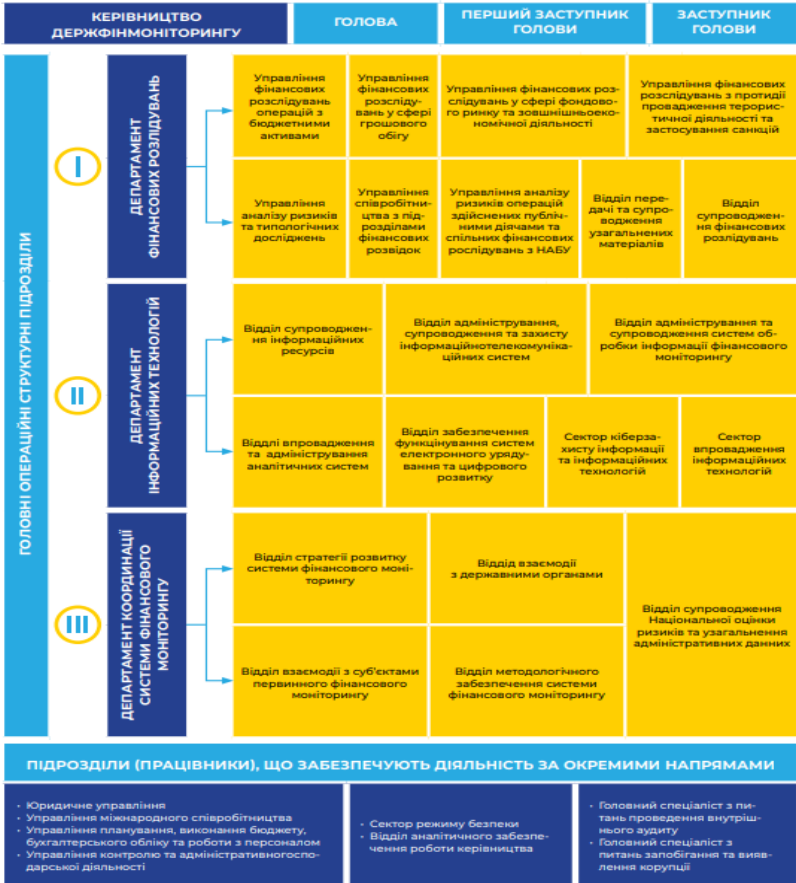 КЕРІВНИЦТВО
ДЕРЖФІНМОНІТОРИНГУ
ГОЛОВА
ПЕРШИЙ ЗАСТУПНИК
ГОЛОВИ
ЗАСТУПНИК
ГОЛОВИ
ГОЛОВНІ ОПЕРАЦІЙНІ СТРУКТУРНІ ПІДРОЗДІЛИ
I
ДЕПАРТАМЕНТ
ФІНАНСОВИХ РОЗЛІДУВАНЬ
Управління
фінансових
розслідувань
операцій з
бюджетними
активами
Управління
фінансових
розсліду-
вань у сфері
грошового
обігу
Управління фінансових роз-
слідувань у сфері фондово-
го ринку та зовнішньоеко-
номічної діяльності
Управління фінансових
розслідувань з протидії
провадження терорис-
тичної діяльності та
застосування санкцій
Управління
аналізу ризиків
та типологічних
досліджень
Управління
співробітни-
цтва з під-
розділами
фінансових
розвідок
Управління аналізу
ризиків операцій
здійснених публіч-
ними діячами та
спільних фінансових
рослідувань з НАБУ
Відділ пере-
дачі та супро-
водження
узагальнених
матеріалів
Відділ
супроводжен-
ня фінансових
розлідувань
II
ДЕПАРТАМЕНТ
ІНФОРМАЦІЙНИХ ТЕХНОЛОГІЙ
Відділ супроводжен-
ня інформаційних
ресурсів
Відділ адміністрування,
супроводження та захисту
інформаційнотелекомуніка-
ційних систем
Відділ адміністрування та
супроводження систем об-
робки інформації фінансового
моніторингу
Віддлі впровадження
та адміністрування
аналітичних систем
Відділ забезпечення
функцінування систем
електронного уряду-
вання та цифрового
розвитку
Сектор кіберза-
хисту інформації
та інформаційних
технологій
Сектор
впровадження
інформаційних
технологій
III
ДЕПАРТАМЕНТ КООРДИНАЦІЇ
СИСТЕМИ ФІНАНСОВОГО
МОНІТОРИНГУ
Відділ стратегії розвитку
системи фінансового моні-
торингу
Віддід взаємодії
з державними органами
Відділ супроводження
Національної оцінки
ризиків та узагальнення
адміністративних данних
Відділ взаємодії з суб'єктами
первинного фінансового
моніторингу
Відділ методологічного
забезпечення системи
фінансового моніторингу
ПІДРОЗДІЛИ (ПРАЦІВНИКИ), ЩО ЗАБЕЗПЕЧУЮТЬ ДІЯЛЬНІСТЬ ЗА ОКРЕМИМИ НАПРЯМАМИ
• Юридичне управління
• Управління міжнародного співробітництва
• Управління планування, виконання бюджету,
бухгалтерського обліку та роботи з персоналом
• Управління контролю та адміністративногоспо-
дарської діяльності
• Сектор режиму безпеки
• Відділ аналітичного забезпе-
чення роботи керівництва
• Головний спеціаліст з пи-
тань проведення внутріш-
нього аудиту
• Головний спеціаліст з
питань запобігання та вияв-
лення корупції